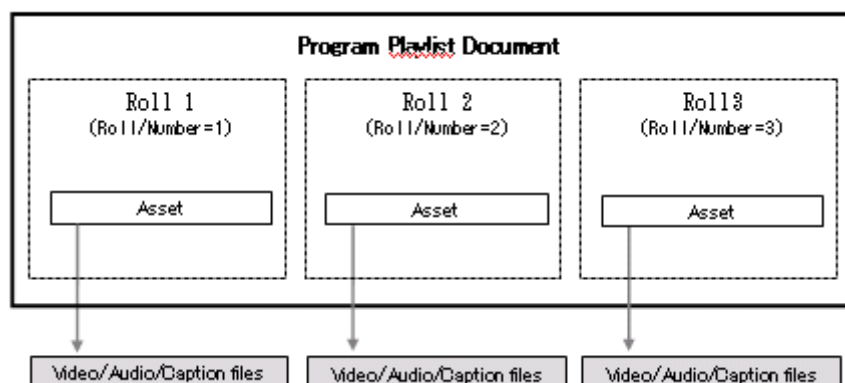 Program Playlist Document
Roll 1
(Roll/Number=1)
Asset
Roll 2
(Roll/Number=2)
Asset
Roll3
(Roll/Number=3)
Asset
Video/Audio/Caption files
Video/Audio/Caption files
Video/Audio/Caption files